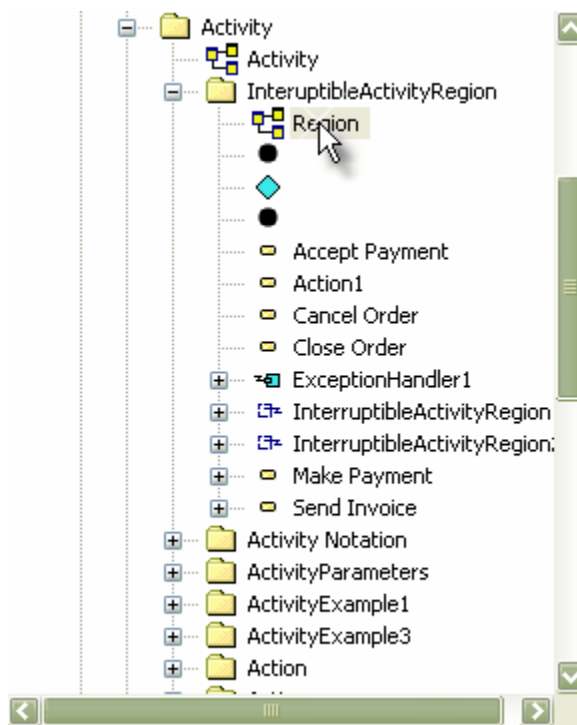 Activity
Activity
InteruptibleActivityRegion
Region
Accept Payment
Action1
Cancel Order
Close Order
ExceptionHandler1
InterruptibleActivityRegion
InterruptibleActivityRegion
Make Payment
Send Invoice
Activity Notation
ActivityParameters
ActivityExample1
ActivityExample3
Action